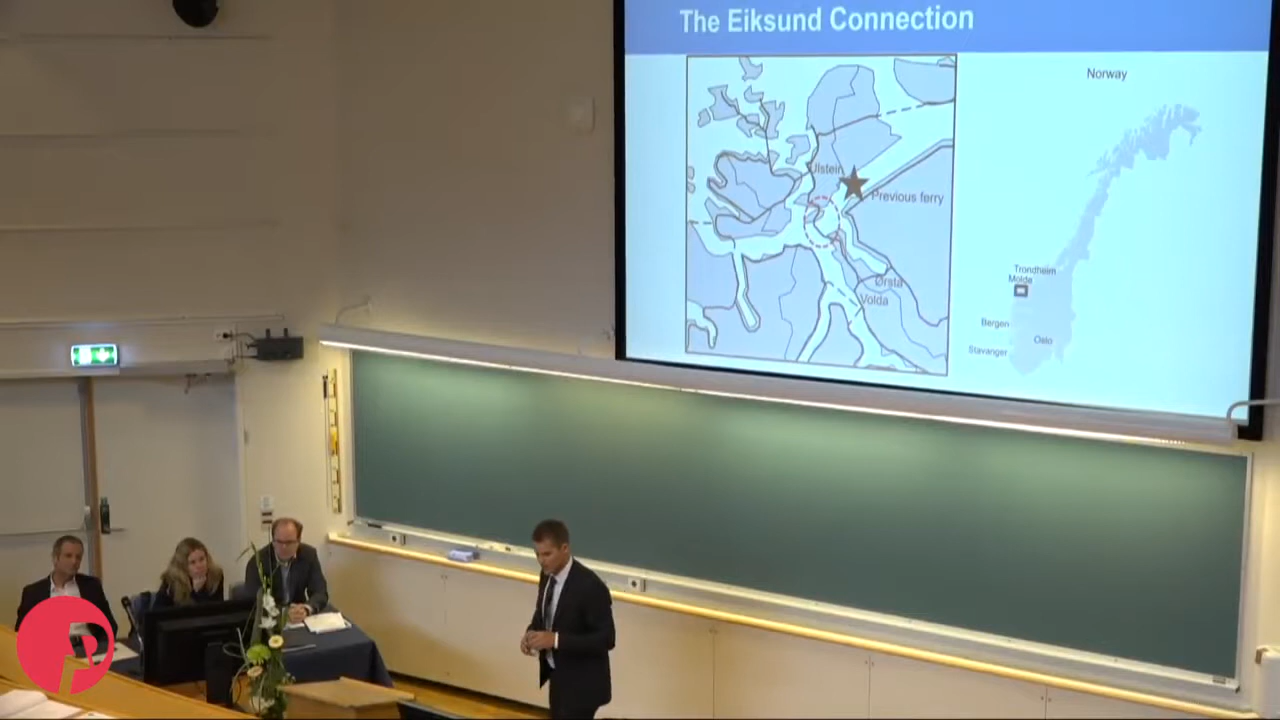 The Eiksund Connection
Norway
Ulstein
Previous ferry
Ørsta
Volda
Trondheim
Molde
Bergen
Oslo
Stavanger